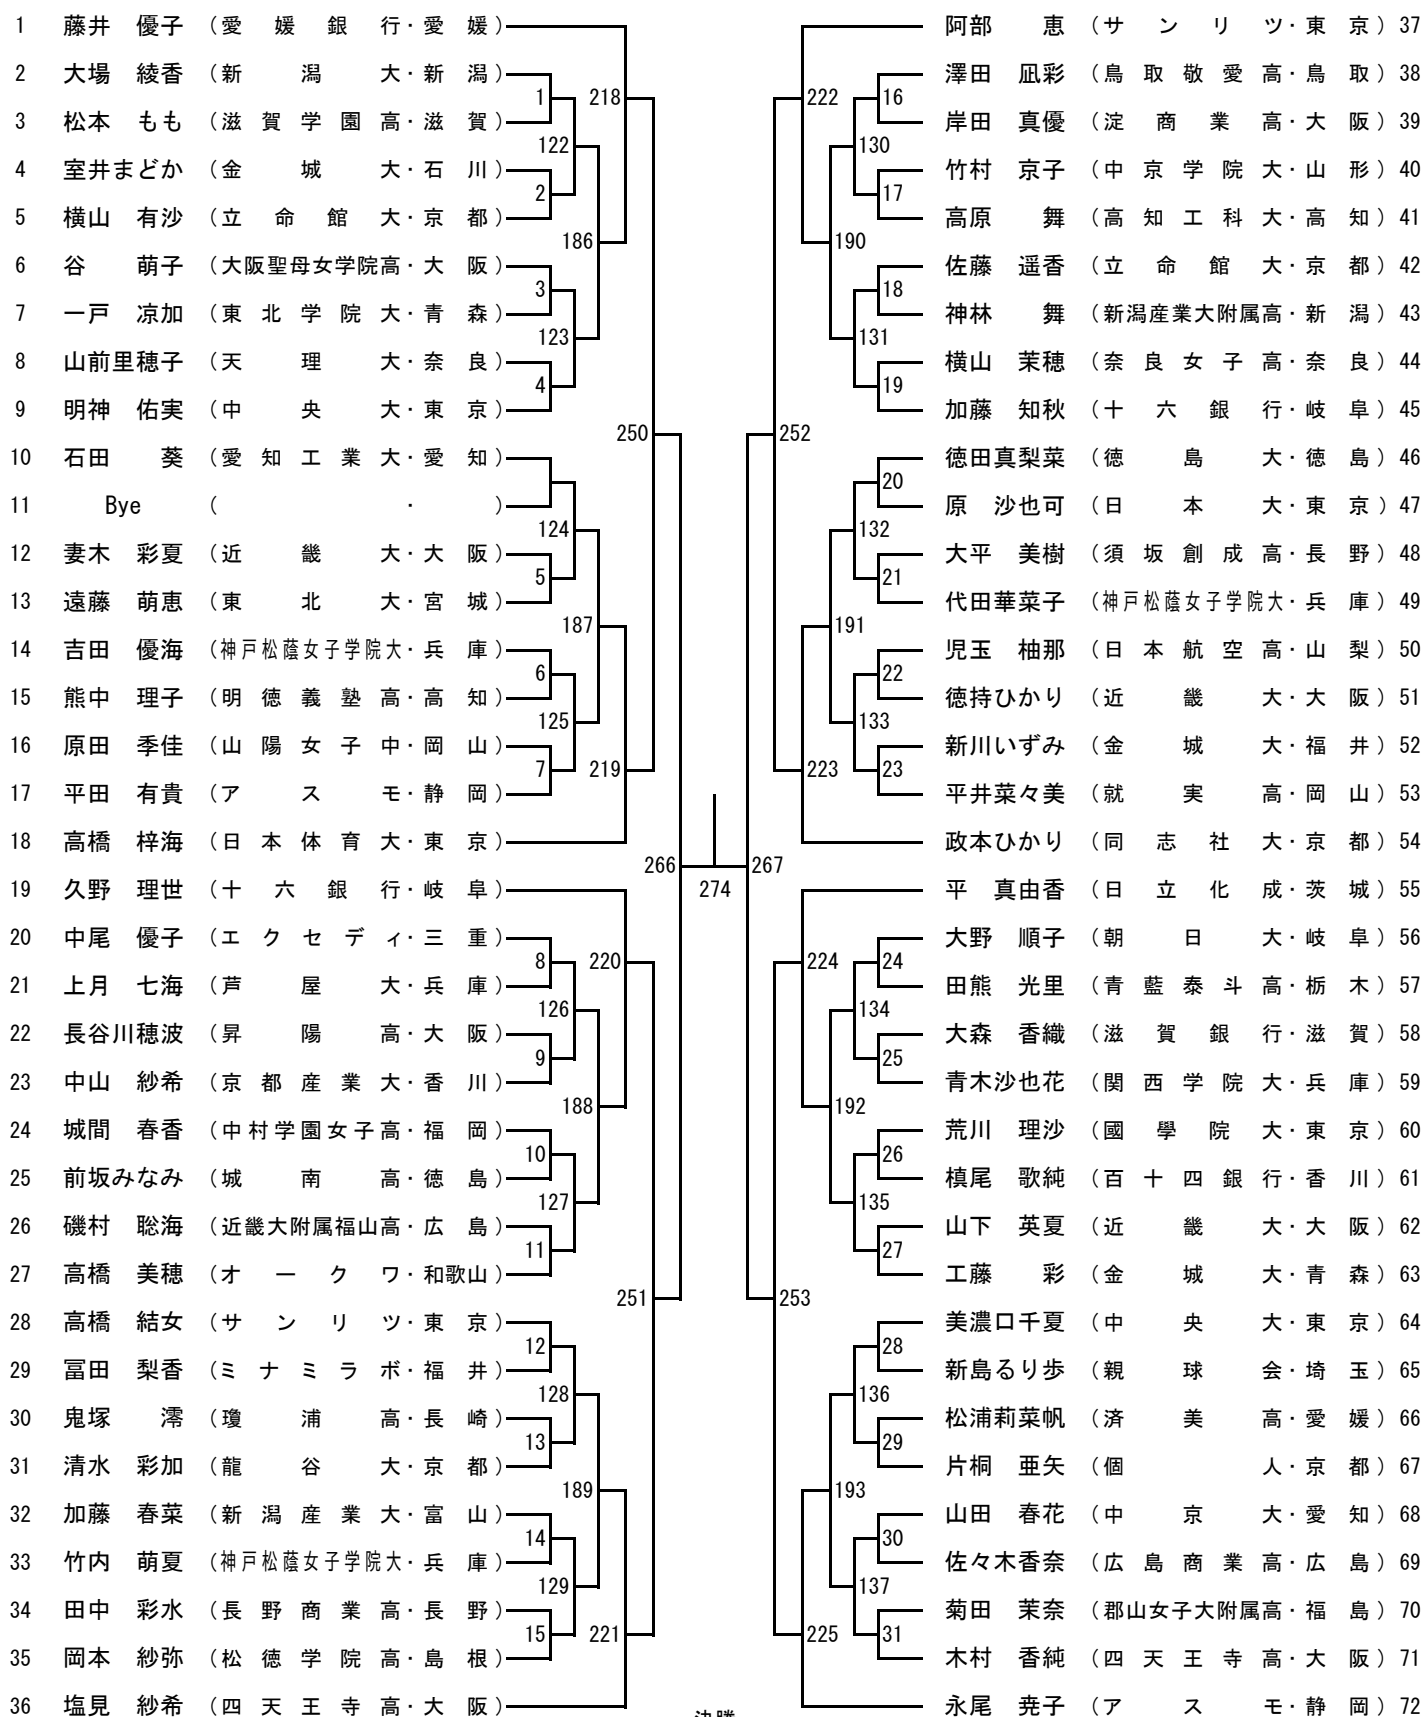 1 藤井 優子 (愛媛銀行・愛媛)
2 大場 綾香 (新潟大・新潟)
3 松本 もも (滋賀学園高・滋賀)
4 室井まどか (金城大・石川)
5 横山 有沙 (立命館大・京都)
6 谷 萌子 (大阪聖母女学院高・大阪)
7 一戸 凉加 (東北学院大・青森)
8 山前里穂子 (天理大・奈良)
9 明神 佑実 (中央大・東京)
10 石田 葵 (愛知工業大・愛知)
11 Bye ( ・ )
12 妻木 彩夏 (近畿大・大阪)
13 遠藤 萌恵 (東北大・宮城)
14 吉田 優海 (神戸松蔭女子学院大・兵庫)
15 熊中 理子 (明徳義塾高・高知)
16 原田 季佳 (山陽女子中・岡山)
17 平田 有貴 (アスモ・静岡)
18 高橋 梓海 (日本体育大・東京)
19 久野 理世 (十六銀行・岐阜)
20 中尾 優子 (エクセディ・三重)
21 上月 七海 (芦屋大・兵庫)
22 長谷川穂波 (昇陽高・大阪)
23 中山 紗希 (京都産業大・香川)
24 城間 春香 (中村学園女子高・福岡)
25 前坂みなみ (城南高・徳島)
26 磯村 聡海 (近畿大附属福山高・広島)
27 高橋 美穂 (オークワ・和歌山)
28 高橋 結女 (サンリツ・東京)
29 冨田 梨香 (ミナミラボ・福井)
30 鬼塚 澪 (瓊浦高・長崎)
31 清水 彩加 (龍谷大・京都)
32 加藤 春菜 (新潟産業大・富山)
33 竹内 萌夏 (神戸松蔭女子学院大・兵庫)
34 田中 彩水 (長野商業高・長野)
35 岡本 紗弥 (松徳学院高・島根)
36 塩見 紗希 (四天王寺高・大阪)
1
2
3
4
5
6
7
8
9
10
11
12
13
14
15
122
123
124
125
126
127
128
129
186
187
188
189
218
219
220
221
250
251
266
274
267
252
253
222
223
224
225
190
191
192
193
130
131
132
133
134
135
136
137
16
17
18
19
20
21
22
23
24
25
26
27
28
29
30
31
阿部 恵 (サンリツ・東京) 37
澤田 凪彩 (鳥取敬愛高・鳥取) 38
岸田 真優 (淀商業高・大阪) 39
竹村 京子 (中京学院大・山形) 40
高原 舞 (高知工科大・高知) 41
佐藤 遥香 (立命館大・京都) 42
神林 舞 (新潟産業大附属高・新潟) 43
横山 茉穂 (奈良女子高・奈良) 44
加藤 知秋 (十六銀行・岐阜) 45
徳田真梨菜 (徳島大・徳島) 46
原 沙也可 (日本大・東京) 47
大平 美樹 (須坂創成高・長野) 48
代田華菜子 (神戸松蔭女子学院大・兵庫) 49
児玉 柚那 (日本航空高・山梨) 50
徳持ひかり (近畿大・大阪) 51
新川いずみ (金城大・福井) 52
平井菜々美 (就実高・岡山) 53
政本ひかり (同志社大・京都) 54
平 真由香 (日立化成・茨城) 55
大野 順子 (朝日大・岐阜) 56
田熊 光里 (青藍泰斗高・栃木) 57
大森 香織 (滋賀銀行・滋賀) 58
青木沙也花 (関西学院大・兵庫) 59
荒川 理沙 (國學院大・東京) 60
槙尾 歌純 (百十四銀行・香川) 61
山下 英夏 (近畿大・大阪) 62
工藤 彩 (金城大・青森) 63
美濃口千夏 (中央大・東京) 64
新島るり歩 (親球会・埼玉) 65
松浦莉菜帆 (済美高・愛媛) 66
片桐 亜矢 (個人・京都) 67
山田 春花 (中京大・愛知) 68
佐々木香奈 (広島商業高・広島) 69
菊田 茉奈 (郡山女子大附属高・福島) 70
木村 香純 (四天王寺高・大阪) 71
永尾 尭子 (アスモ・静岡) 72
決勝